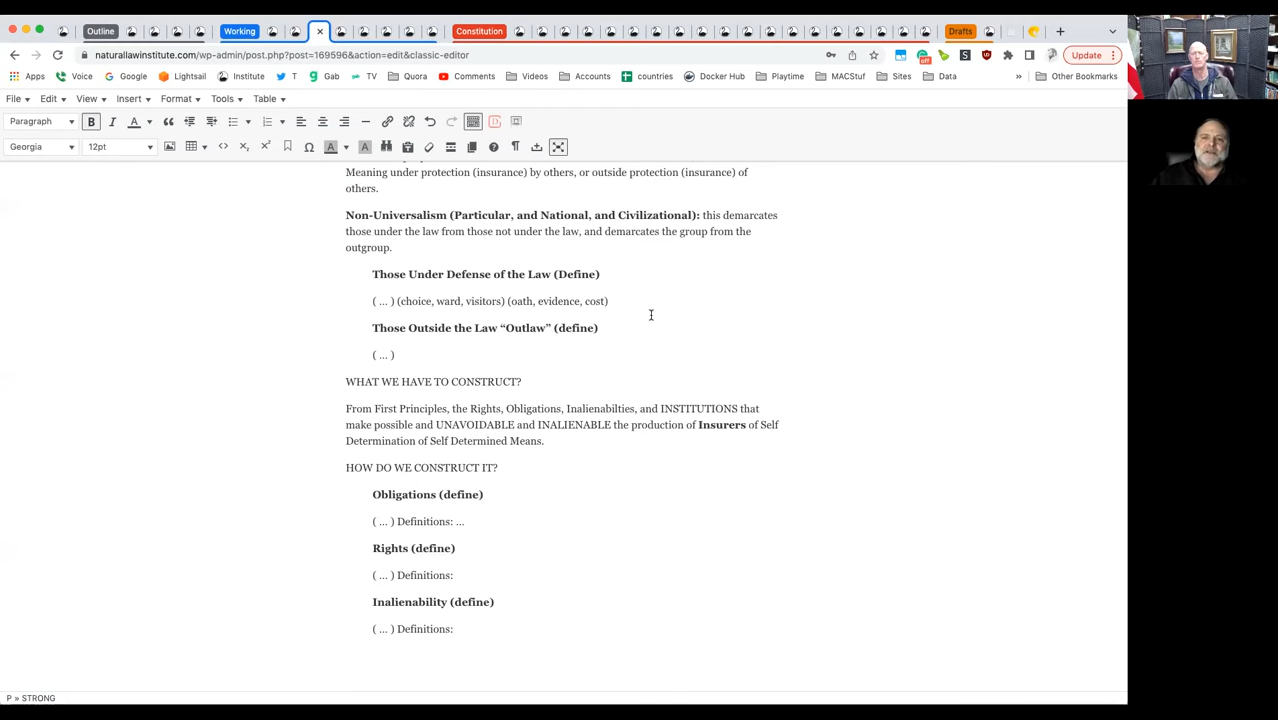 Outline
Working
Constitution
Drafts
naturallawinstitute.com/wp-admin/post.php?post=169596&action=edit&classic-editor
off
Update
Apps Voice Google Lightsail Institute T Gab TV Quora Comments Videos Accounts countries Docker Hub Playtime MACStuf Sites Data » Other Bookmarks
File Edit View Insert Format Tools Table
Paragraph B I A
Georgia 12pt
Meaning under protection (insurance) by others, or outside protection (insurance) of
others.
Non-Universalism (Particular, and National, and Civilizational): this demarcates
those under the law from those not under the law, and demarcates the group from the
outgroup.
Those Under Defense of the Law (Define)
( ... ) (choice, ward, visitors) (oath, evidence, cost)
Those Outside the Law “Outlaw” (define)
( ... )
WHAT WE HAVE TO CONSTRUCT?
From First Principles, the Rights, Obligations, Inalienabilties, and INSTITUTIONS that
make possible and UNAVOIDABLE and INALIENABLE the production of Insurers of Self
Determination of Self Determined Means.
HOW DO WE CONSTRUCT IT?
Obligations (define)
( ... ) Definitions: ...
Rights (define)
( ... ) Definitions:
Inalienability (define)
( ... ) Definitions:
P » STRONG